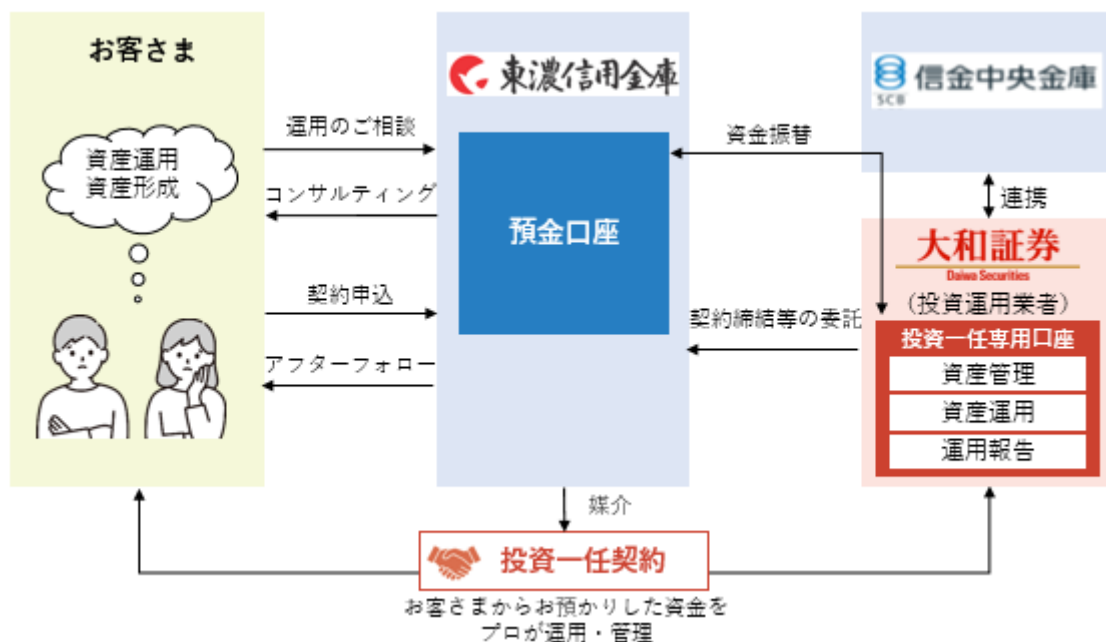 お客さま
資産運用
資産形成
運用のご相談
コンサルティング
契約申込
アフターフォロー
東濃信用金庫
預金口座
資金振替
契約締結等の委託
SCB
信金中央金庫
連携
大和証券
Daiwa Securities
（投資運用業者）
投資一任専用口座
資産管理
資産運用
運用報告
媒介
投資一任契約
お客さまからお預かりした資金を
プロが運用・管理